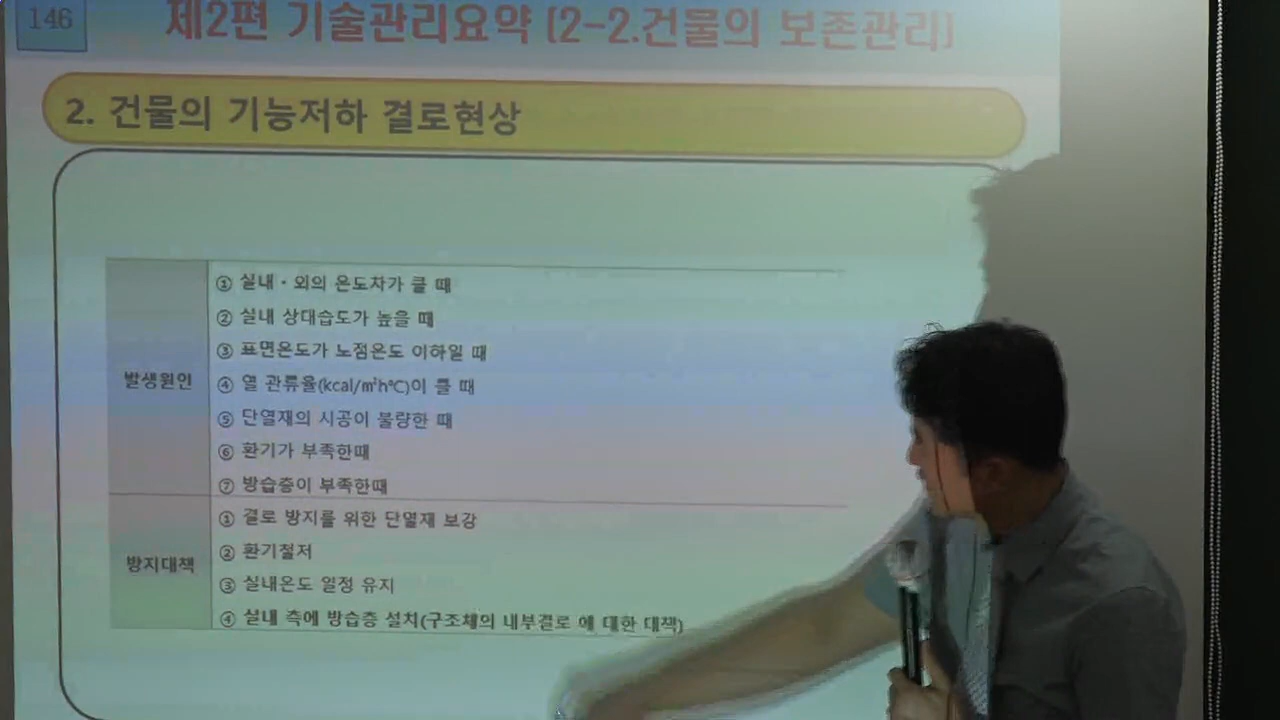 146
제2편 기술관리요약 (2-2.건물의 보존관리)
2. 건물의 기능저하 결로현상
발생원인
① 실내·외의 온도차가 클 때
② 실내 상대습도가 높을 때
③ 표면온도가 노점온도 이하일 때
④ 열 관류율(kcal/㎡h℃)이 클 때
⑤ 단열재의 시공이 불량한 때
⑥ 환기가 부족한때
⑦ 방습층이 부족한때
방지대책
① 결로 방지를 위한 단열재 보강
② 환기철저
③ 실내온도 일정 유지
④ 실내 측에 방습층 설치(구조체의 내부결로 에 대한 대책)